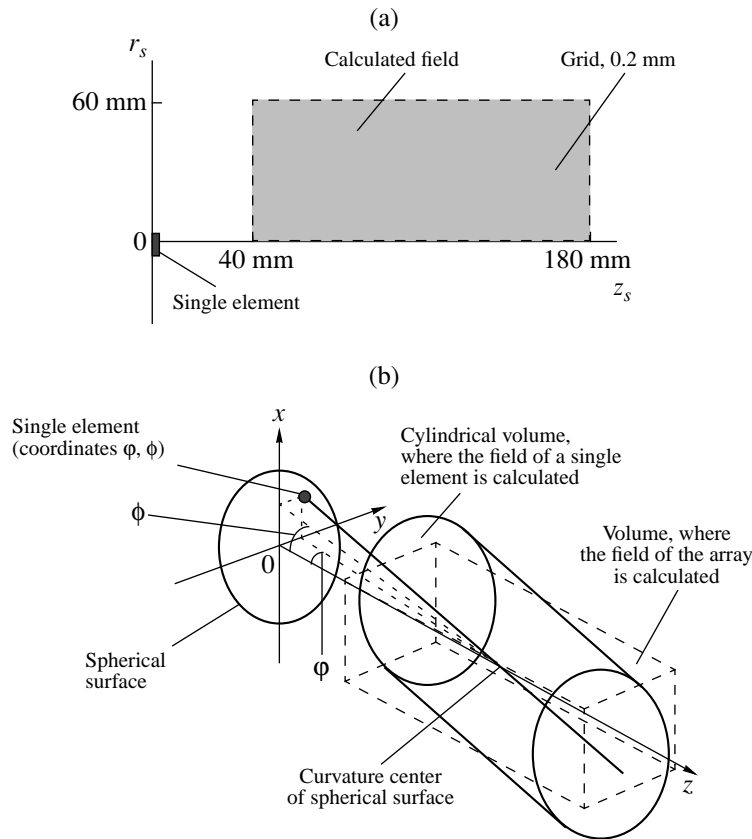 (a)
r_s
Calculated field
Grid, 0.2 mm
60 mm
0
40 mm
180 mm
z_s
Single element
(b)
x
Single element
(coordinates φ, ϕ)
Cylindrical volume,
where the field of a single
element is calculated
ϕ
y
Volume, where
the field of the array
is calculated
0
φ
Spherical
surface
Curvature center
of spherical surface
z